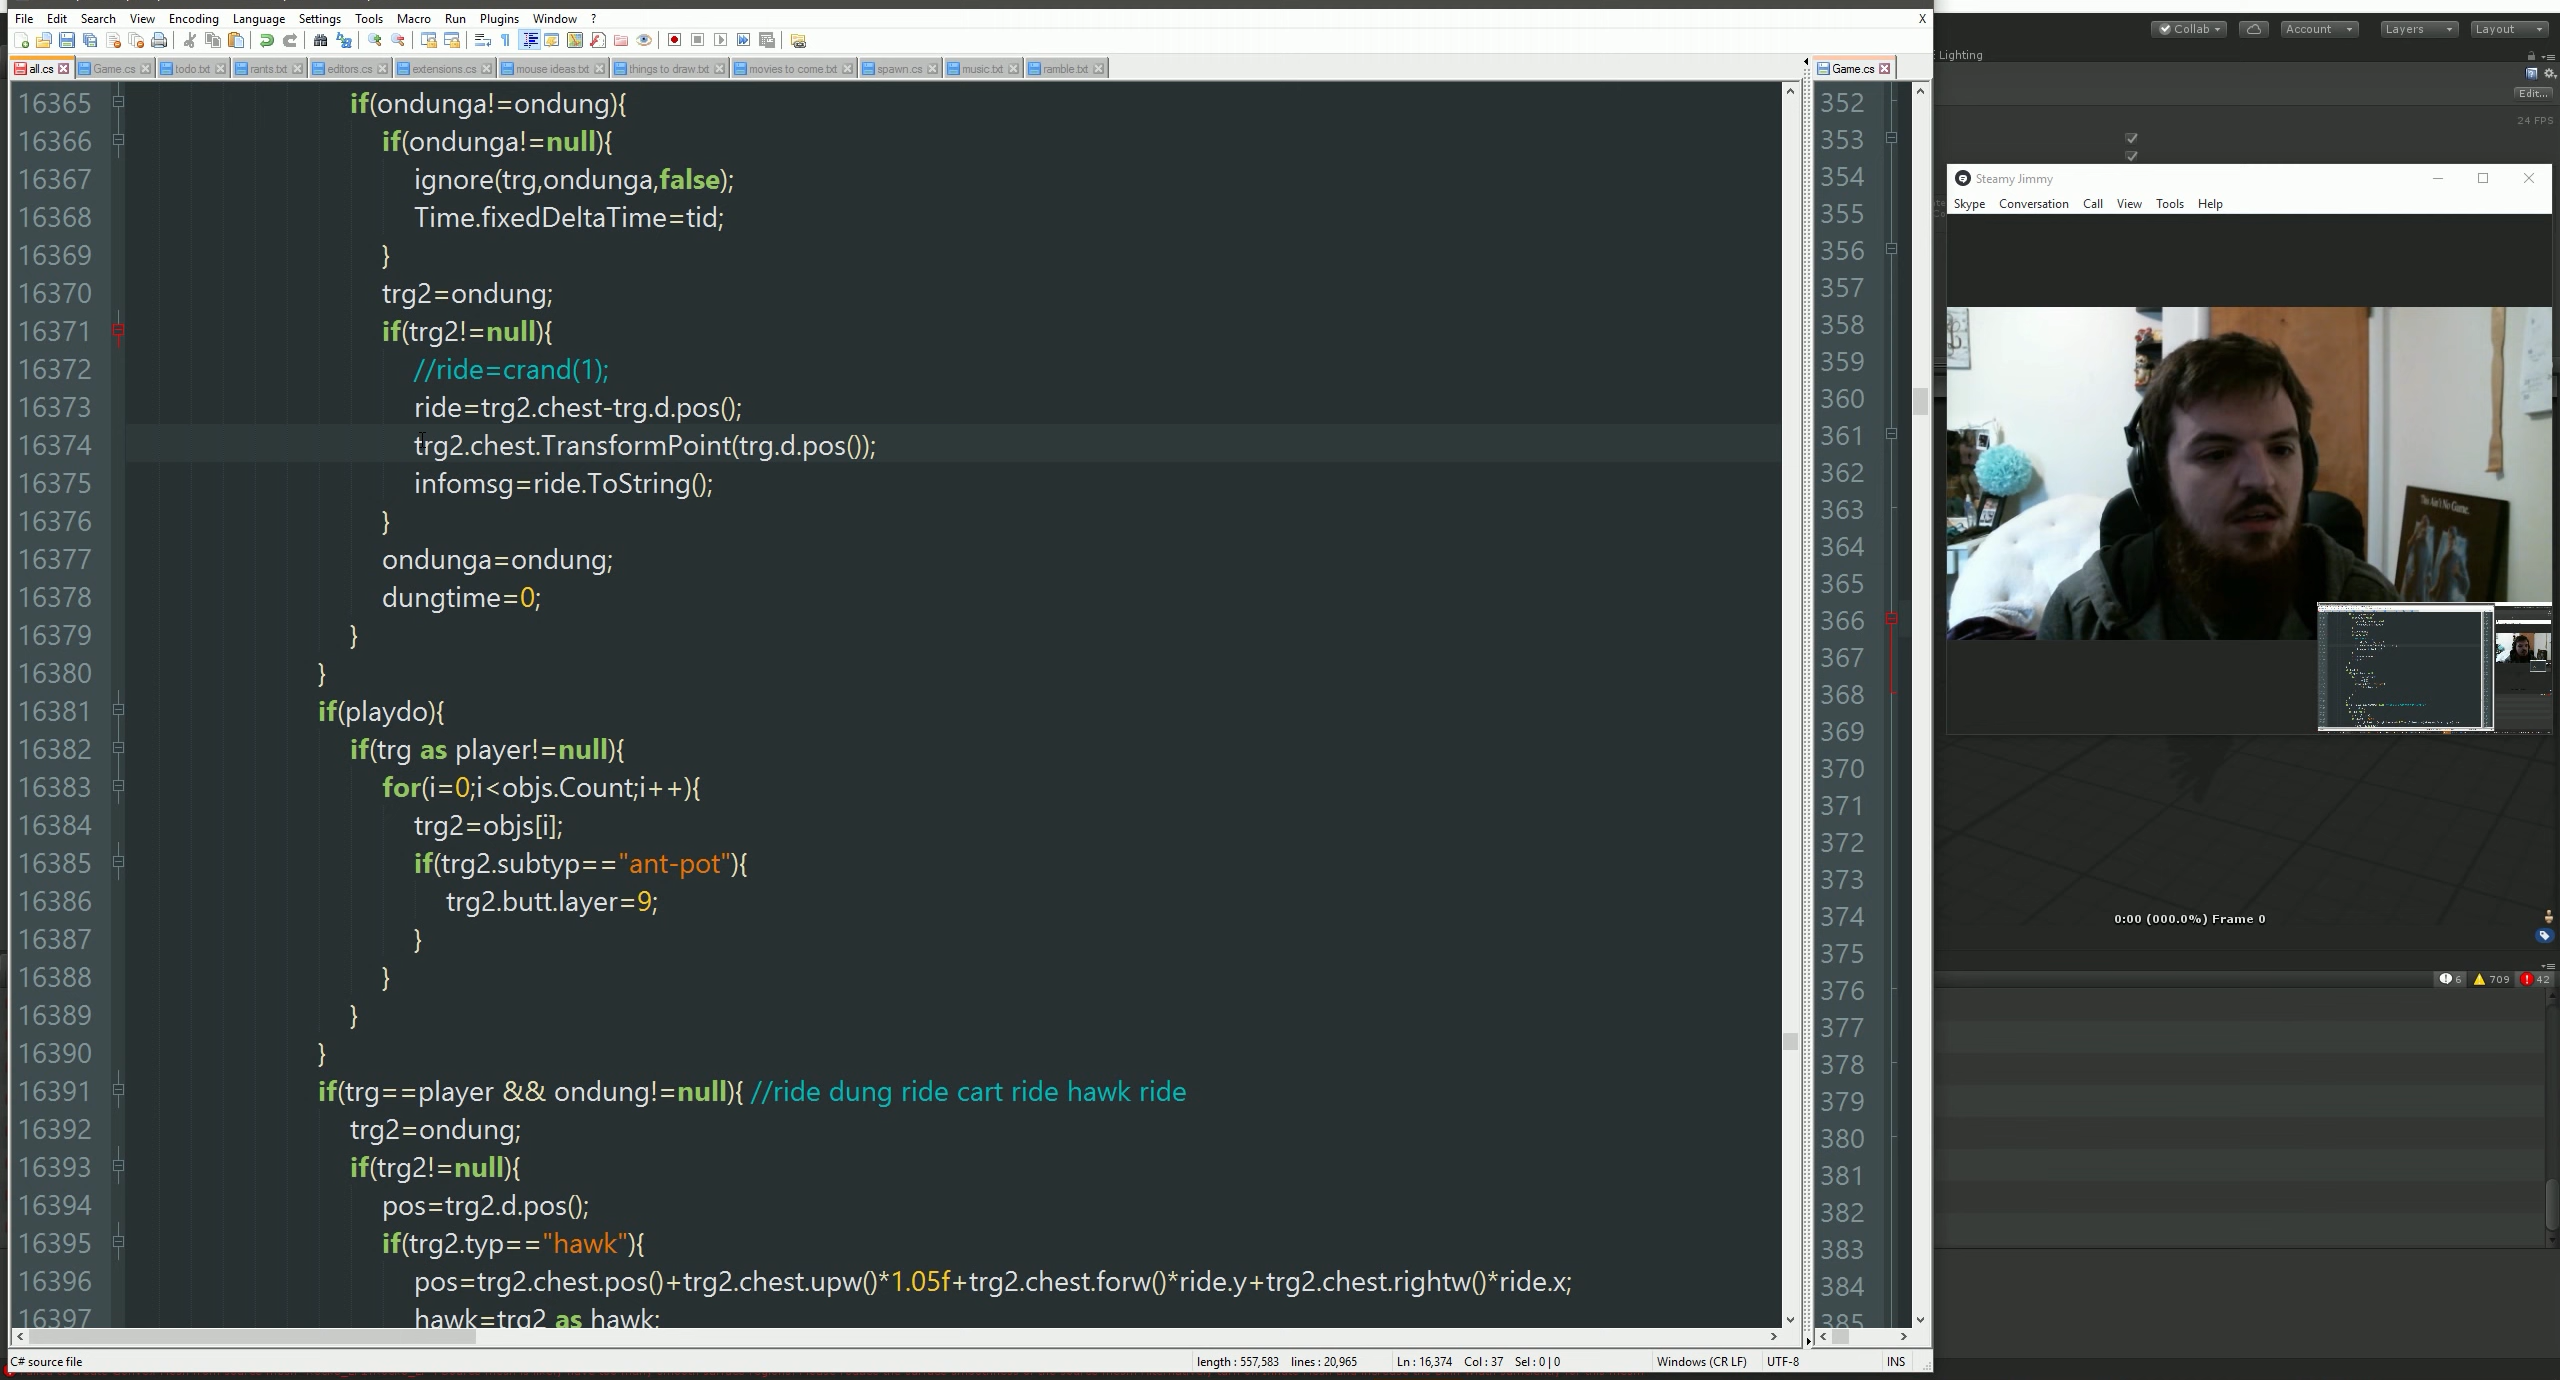 File Edit Search View Encoding Language Settings Tools Macro Run Plugins Window ? X
all.cs Game.cs todo.txt rants.txt editors.cs extensions.cs mouse ideas.txt things to draw.txt movies to come.txt spawn.cs music.txt ramble.txt
16365 if(ondunga!=ondung){
16366 if(ondunga!=null){
16367 ignore(trg,ondunga,false);
16368 Time.fixedDeltaTime=tid;
16369 }
16370 trg2=ondung;
16371 if(trg2!=null){
16372 //ride=crand(1);
16373 ride=trg2.chest-trg.d.pos();
16374 trg2.chest.TransformPoint(trg.d.pos());
16375 infomsg=ride.ToString();
16376 }
16377 ondunga=ondung;
16378 dungtime=0;
16379 }
16380 }
16381 if(playdo){
16382 if(trg as player!=null){
16383 for(i=0;i<objs.Count;i++){
16384 trg2=objs[i];
16385 if(trg2.subtyp=="ant-pot"){
16386 trg2.butt.layer=9;
16387 }
16388 }
16389 }
16390 }
16391 if(trg==player && ondung!=null){ //ride dung ride cart ride hawk ride
16392 trg2=ondung;
16393 if(trg2!=null){
16394 pos=trg2.d.pos();
16395 if(trg2.typ=="hawk"){
16396 pos=trg2.chest.pos()+trg2.chest.upw()*1.05f+trg2.chest.forw()*ride.y+trg2.chest.rightw()*ride.x;
16397 hawk=trg2 as hawk;
C# source file length : 557,583 lines : 20,965 Ln : 16,374 Col : 37 Sel : 0 | 0 Windows (CR LF) UTF-8 INS
Game.cs
352
353
354
355
356
357
358
359
360
361
362
363
364
365
366
367
368
369
370
371
372
373
374
375
376
377
378
379
380
381
382
383
384
385
Collab Account Layers Layout
Lighting
Edit...
24 FPS
Steamy Jimmy
Skype Conversation Call View Tools Help
This Ain't No Game.
0:00 (000.0%) Frame 0
6 709 42